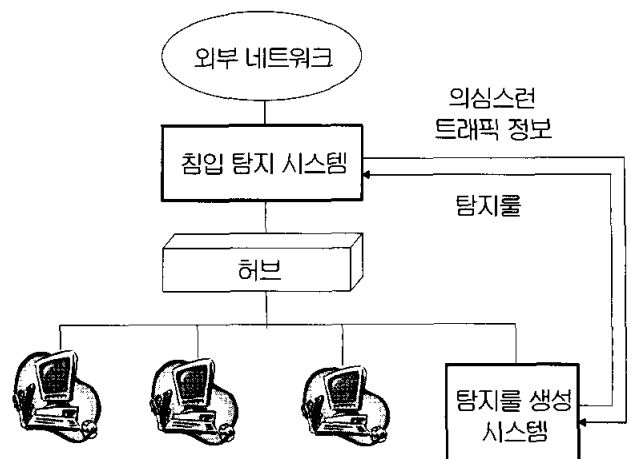 외부 네트워크
의심스런
트래픽 정보
침입 탐지 시스템
탐지룰
허브
탐지룰 생성
시스템